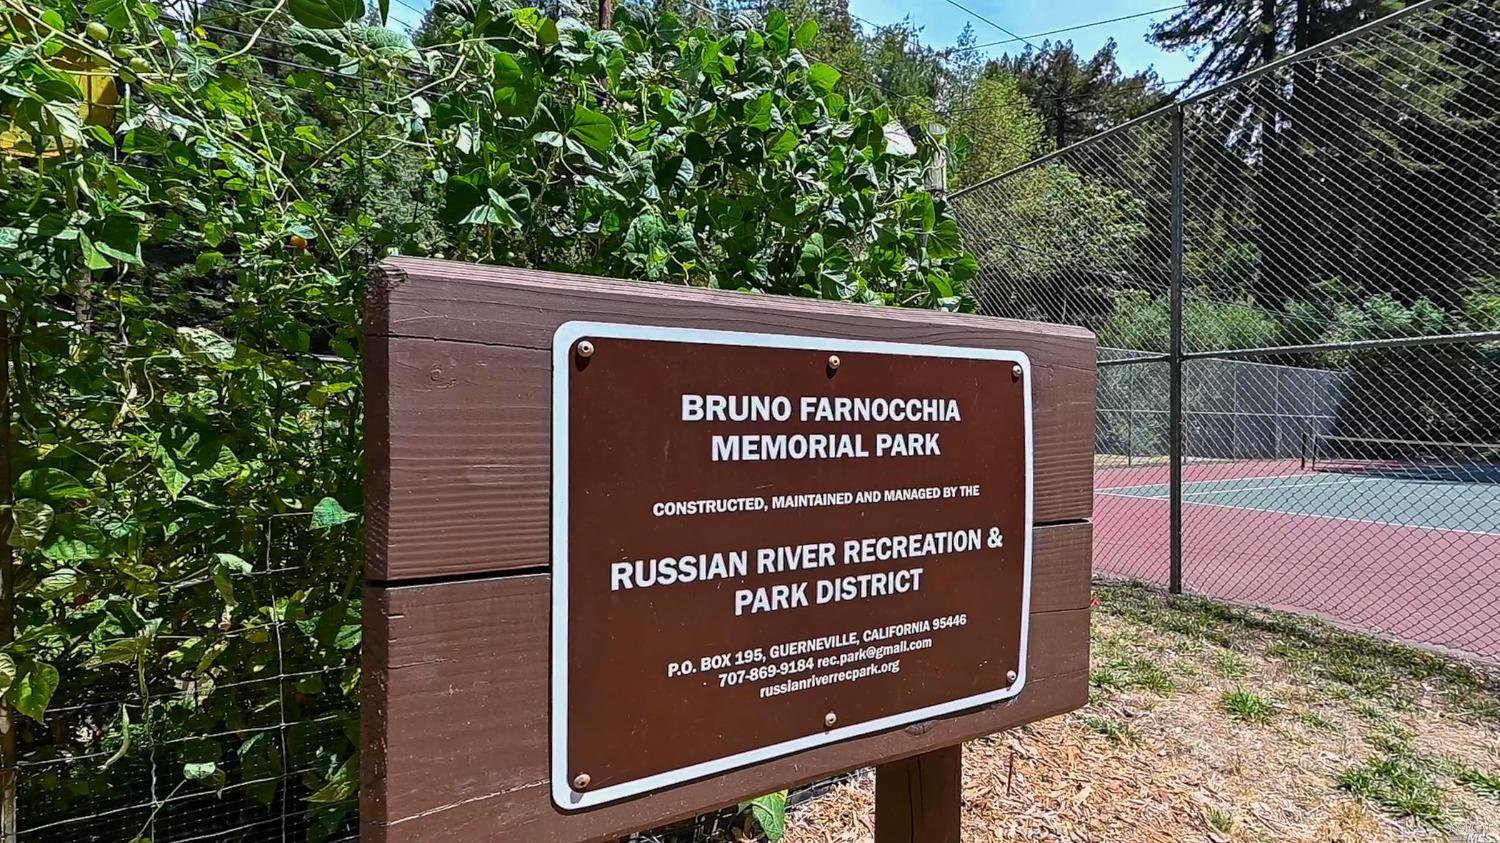 BRUNO FARNOCCHIA
MEMORIAL PARK
CONSTRUCTED, MAINTAINED AND MANAGED BY THE
RUSSIAN RIVER RECREATION &
PARK DISTRICT
P.O. BOX 195, GUERNEVILLE, CALIFORNIA 95446
707-869-9184 rec.park@gmail.com
russianriverrecpark.org